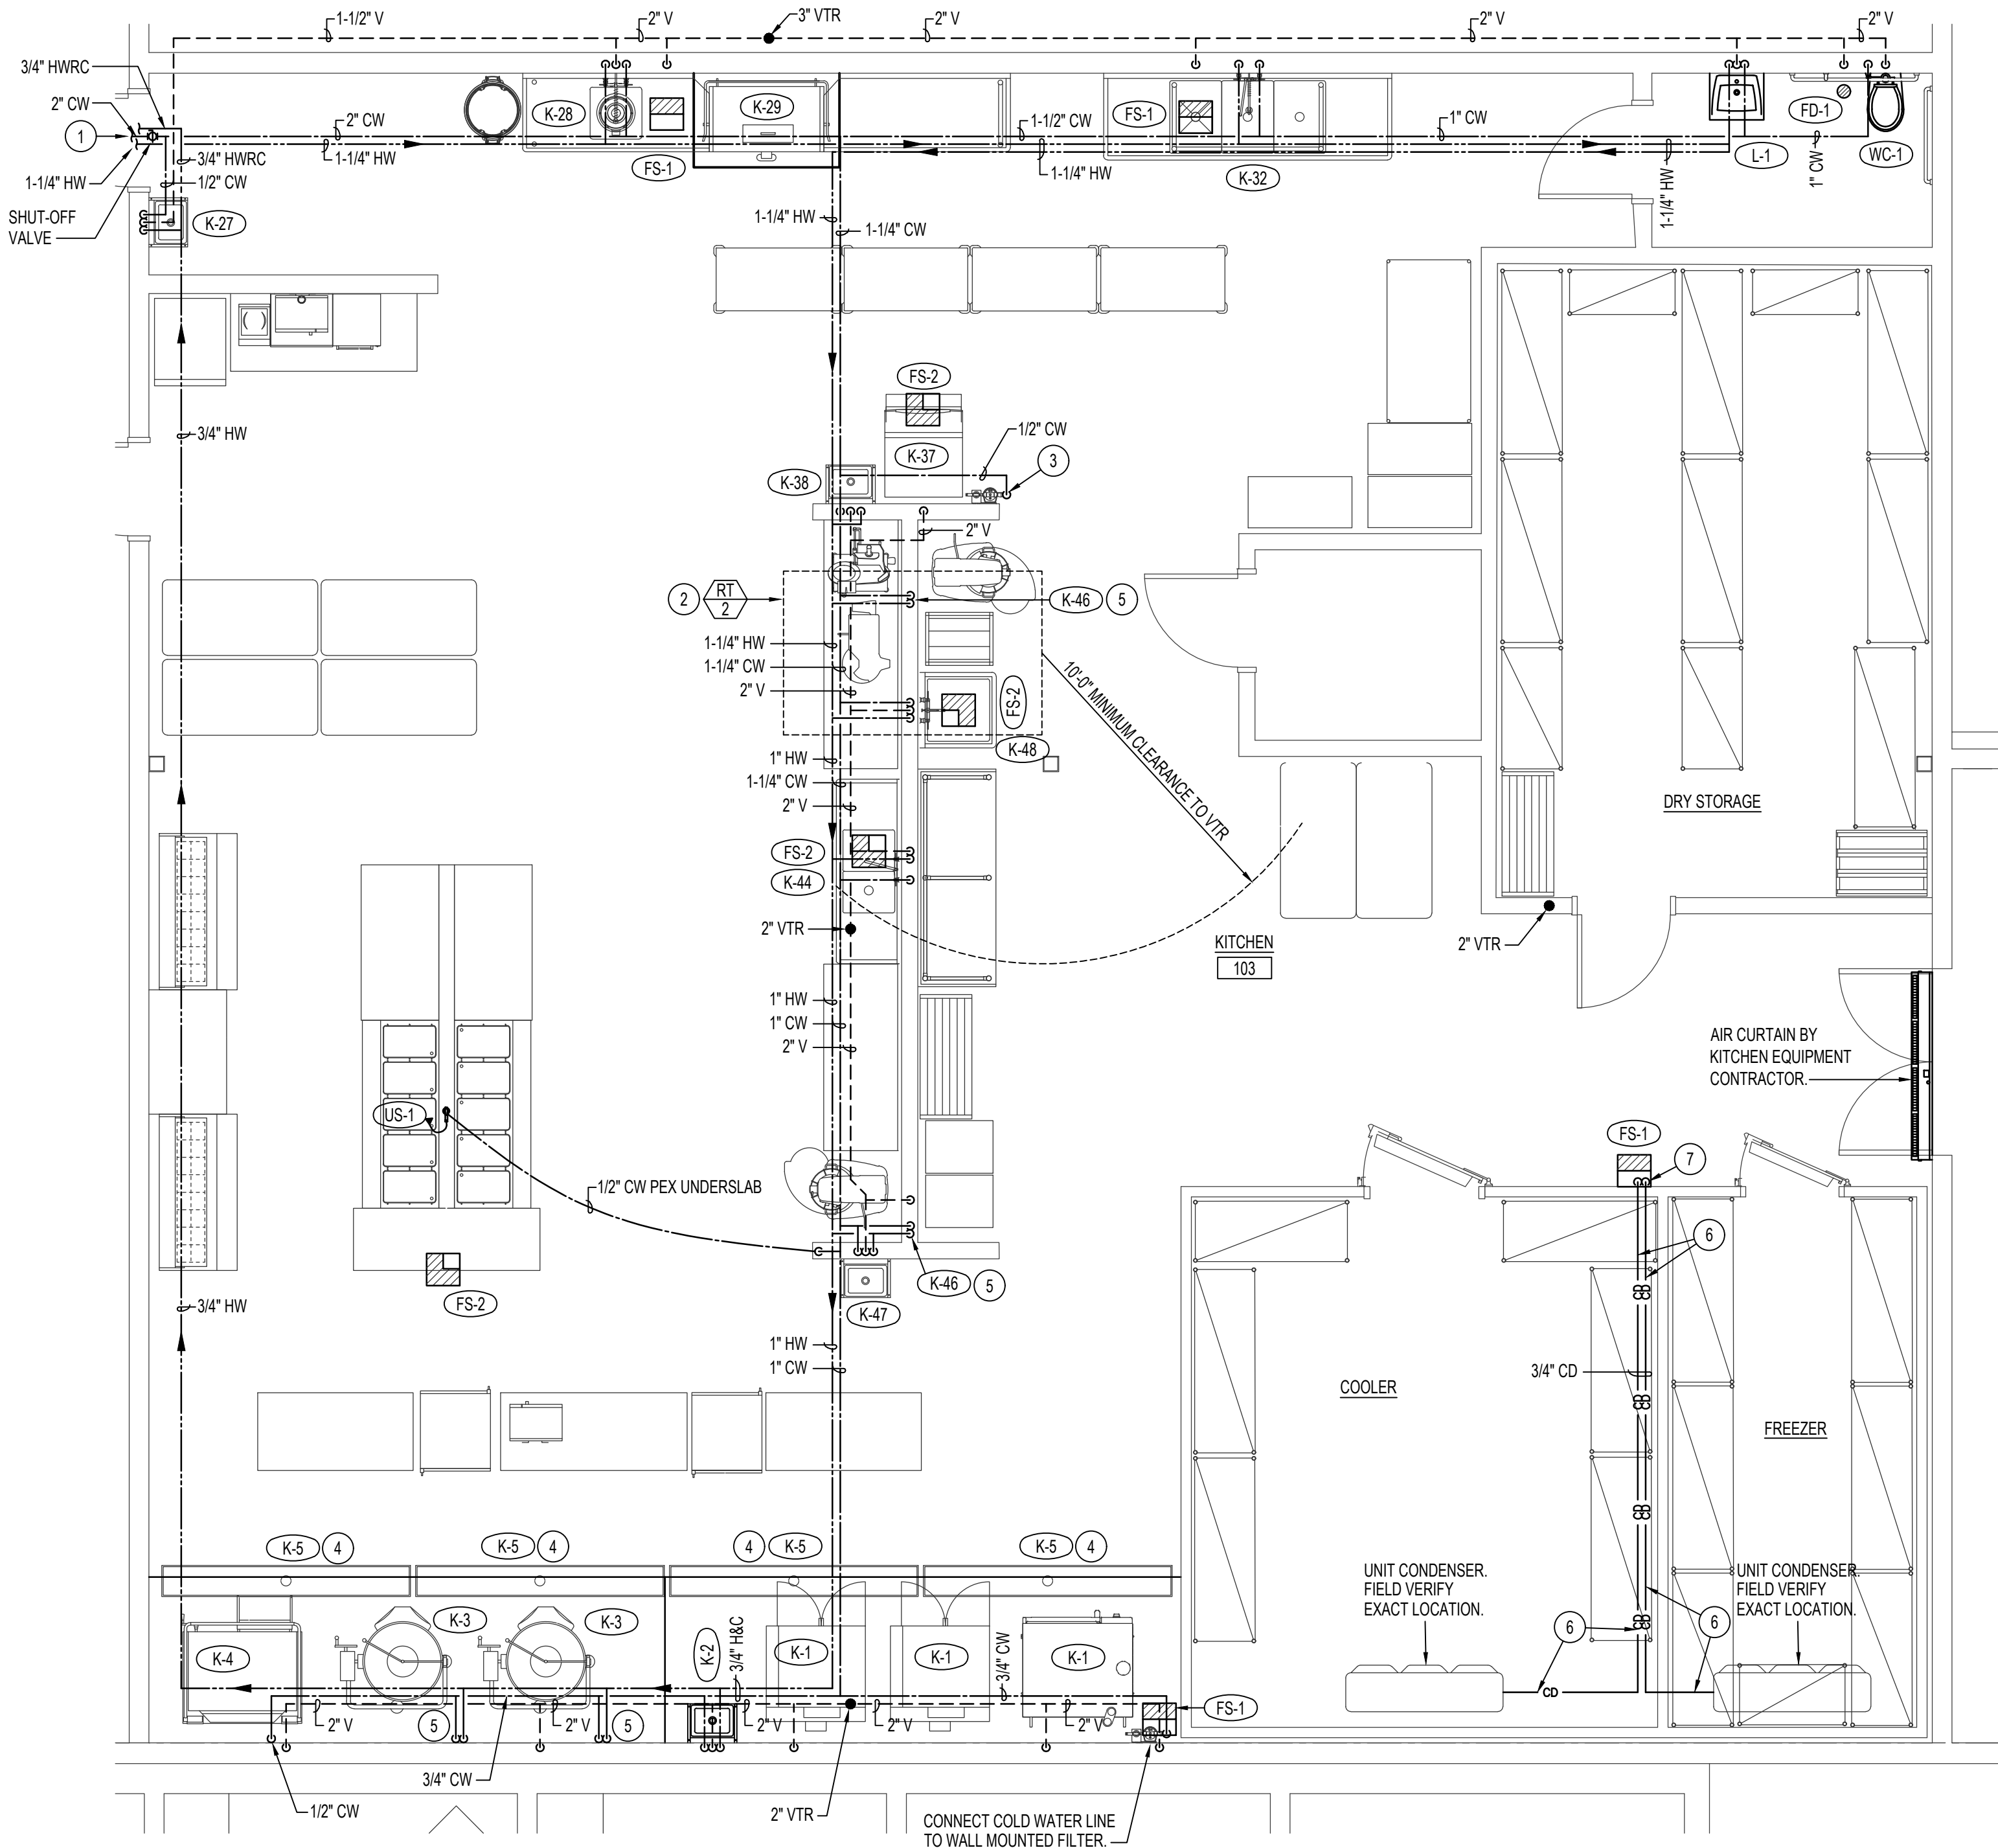 1-1/2" V
2" V
3" VTR
2" V
2" V
2" V
3/4" HWRC
2" CW
1
1-1/4" HW
SHUT-OFF
VALVE
3/4" HWRC
1/2" CW
K-27
2" CW
1-1/4" HW
K-28
FS-1
K-29
1-1/2" CW
1-1/4" HW
FS-1
K-32
1" CW
1-1/4" HW
L-1
FD-1
1" CW
WC-1
1-1/4" HW
1-1/4" CW
3/4" HW
FS-2
K-37
1/2" CW
3
K-38
2" V
2
RT
2
K-46
5
1-1/4" HW
1-1/4" CW
2" V
FS-2
K-48
10'-0" MINIMUM CLEARANCE TO VTR
1" HW
1-1/4" CW
2" V
FS-2
K-44
2" VTR
KITCHEN
103
DRY STORAGE
2" VTR
1" HW
1" CW
2" V
AIR CURTAIN BY
KITCHEN EQUIPMENT
CONTRACTOR.
US-1
1/2" CW PEX UNDERSLAB
FS-1
7
6
K-46
5
K-47
FS-2
3/4" HW
CD
CD
1" HW
1" CW
3/4" CD
COOLER
CD
CD
FREEZER
CD
CD
K-5
4
K-5
4
4
K-5
K-5
4
UNIT CONDENSER.
FIELD VERIFY
EXACT LOCATION.
UNIT CONDENSER.
FIELD VERIFY
EXACT LOCATION.
CD
CD
6
6
CD
K-4
K-3
K-3
K-2
3/4" H&C
K-1
K-1
3/4" CW
K-1
FS-1
2" V
5
2" V
5
2" V
2" V
2" V
3/4" CW
1/2" CW
2" VTR
CONNECT COLD WATER LINE
TO WALL MOUNTED FILTER.